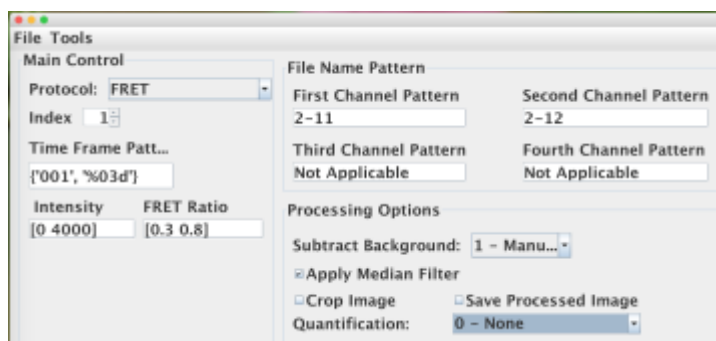 File Tools
Main Control
Protocol: FRET
Index 1
Time Frame Patt...
{'001', '%03d'}
Intensity FRET Ratio
[0 4000] [0.3 0.8]
File Name Pattern
First Channel Pattern Second Channel Pattern
2-11 2-12
Third Channel Pattern Fourth Channel Pattern
Not Applicable Not Applicable
Processing Options
Subtract Background: 1 - Manu...
Apply Median Filter
Crop Image Save Processed Image
Quantification: 0 - None